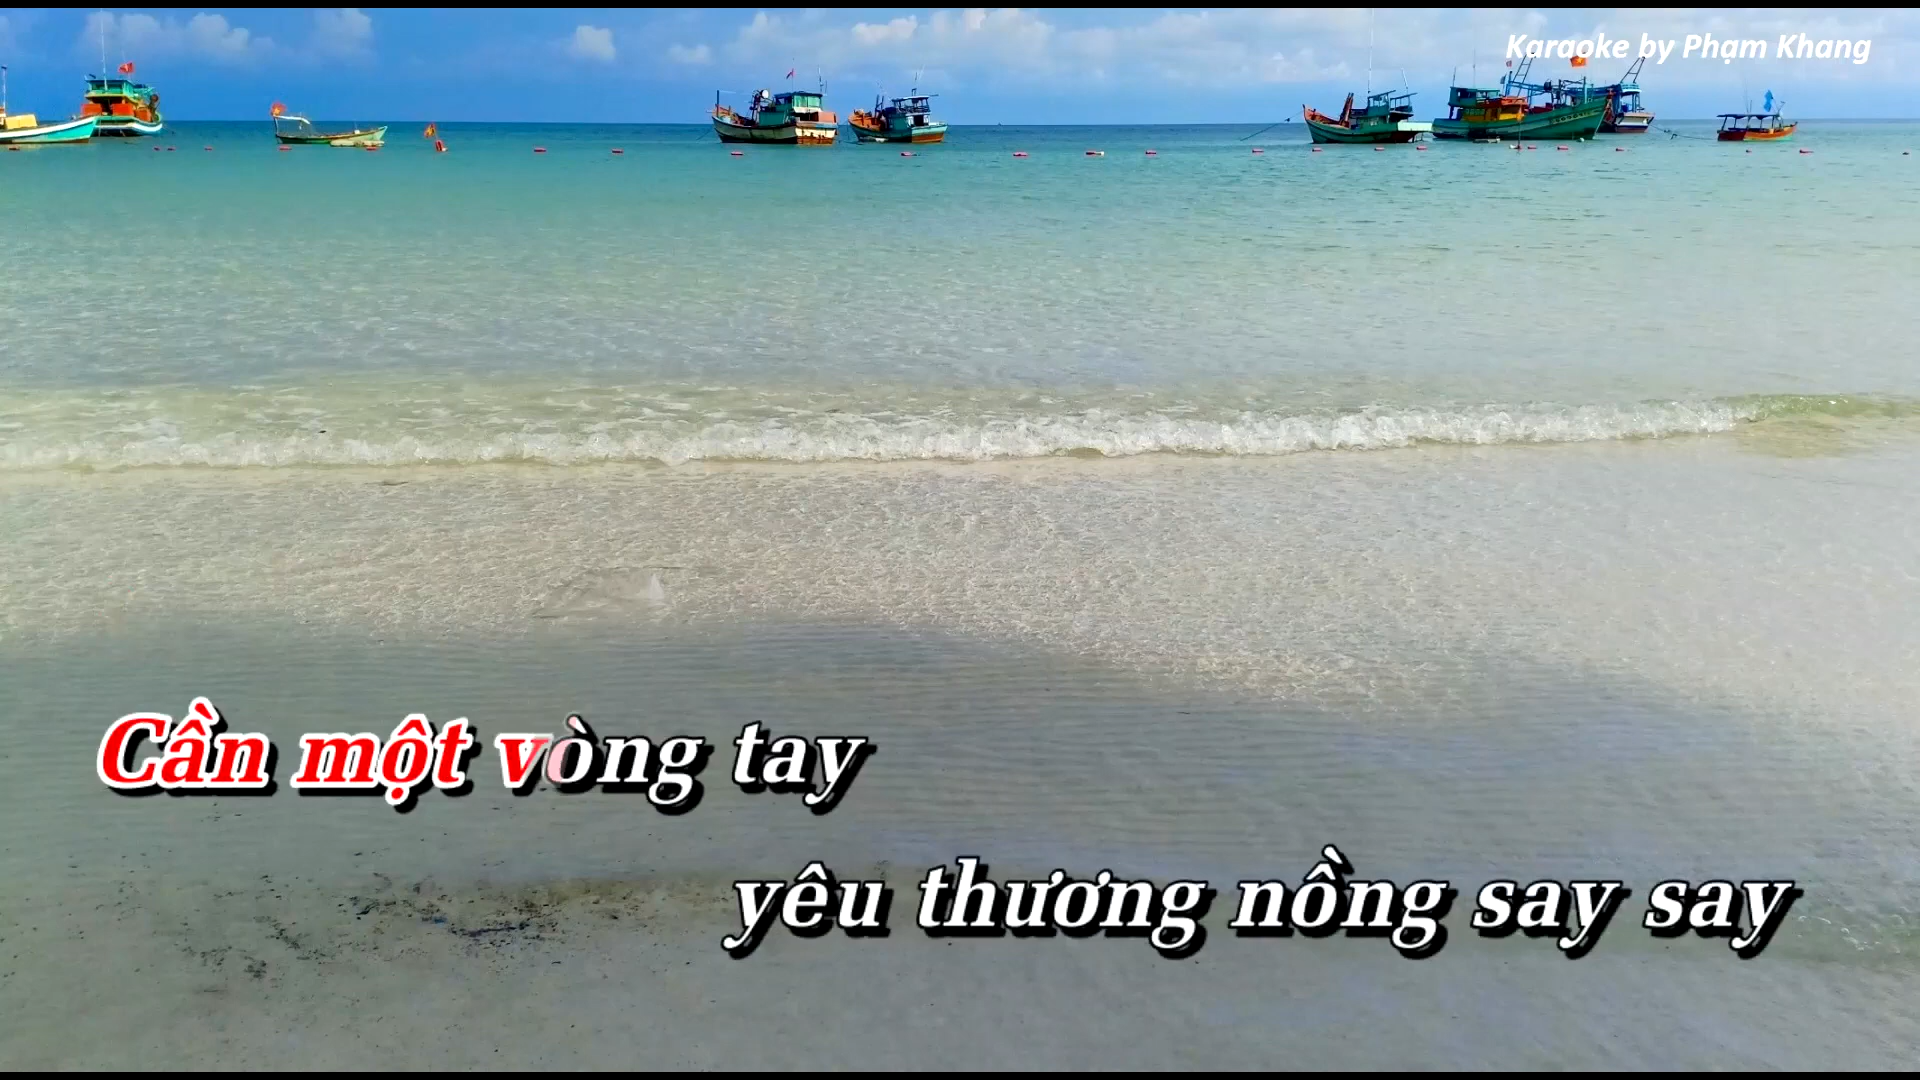 Karaoke by Phạm Khang
Cần một vòng tay
yêu thương nồng say say